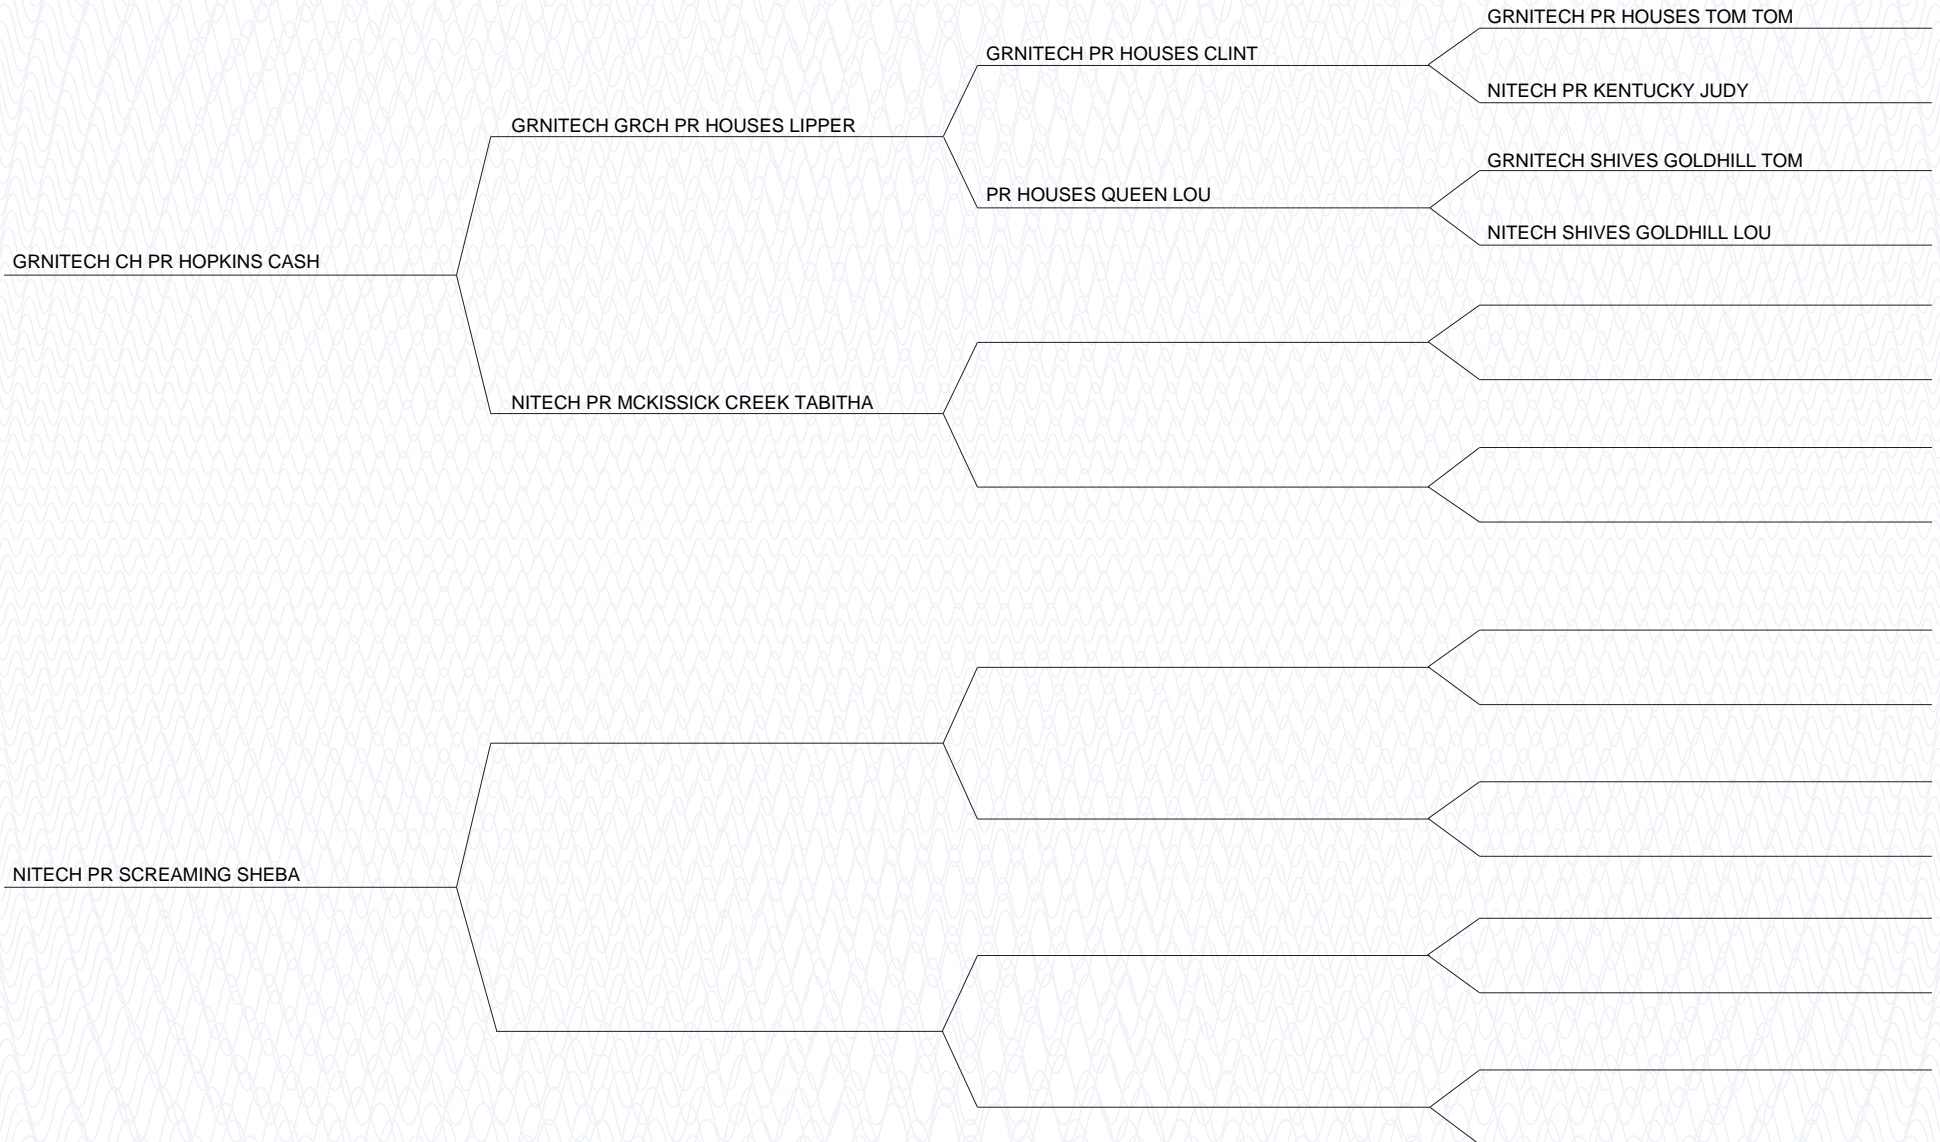 GRNITECH PR HOUSES TOM TOM
GRNITECH PR HOUSES CLINT
NITECH PR KENTUCKY JUDY
GRNITECH GRCH PR HOUSES LIPPER
GRNITECH SHIVES GOLDHILL TOM
PR HOUSES QUEEN LOU
NITECH SHIVES GOLDHILL LOU
GRNITECH CH PR HOPKINS CASH
NITECH PR MCKISSICK CREEK TABITHA
NITECH PR SCREAMING SHEBA